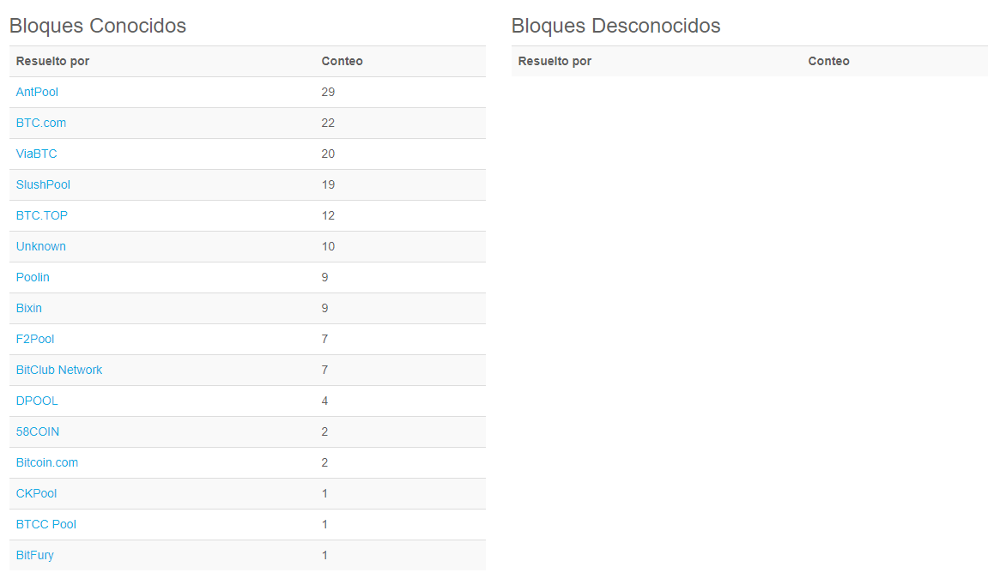 Bloques Conocidos
Resuelto por Conteo
AntPool 29
BTC.com 22
ViaBTC 20
SlushPool 19
BTC.TOP 12
Unknown 10
Poolin 9
Bixin 9
F2Pool 7
BitClub Network 7
DPOOL 4
58COIN 2
Bitcoin.com 2
CKPool 1
BTCC Pool 1
BitFury 1
Bloques Desconocidos
Resuelto por Conteo